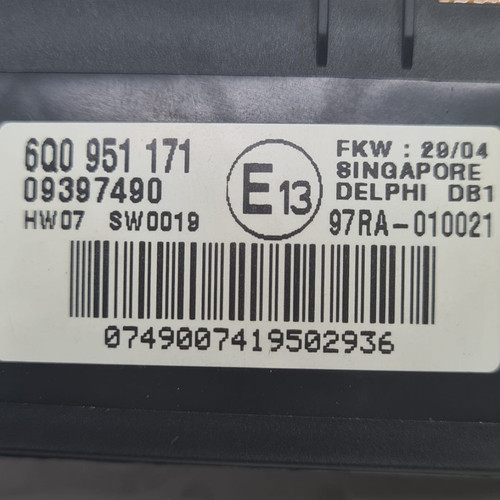 6Q0 951 171
09397490
HW07 SW0019
E13
FKW : 29/04
SINGAPORE
DELPHI DB1
97RA-010021
0749007419502936